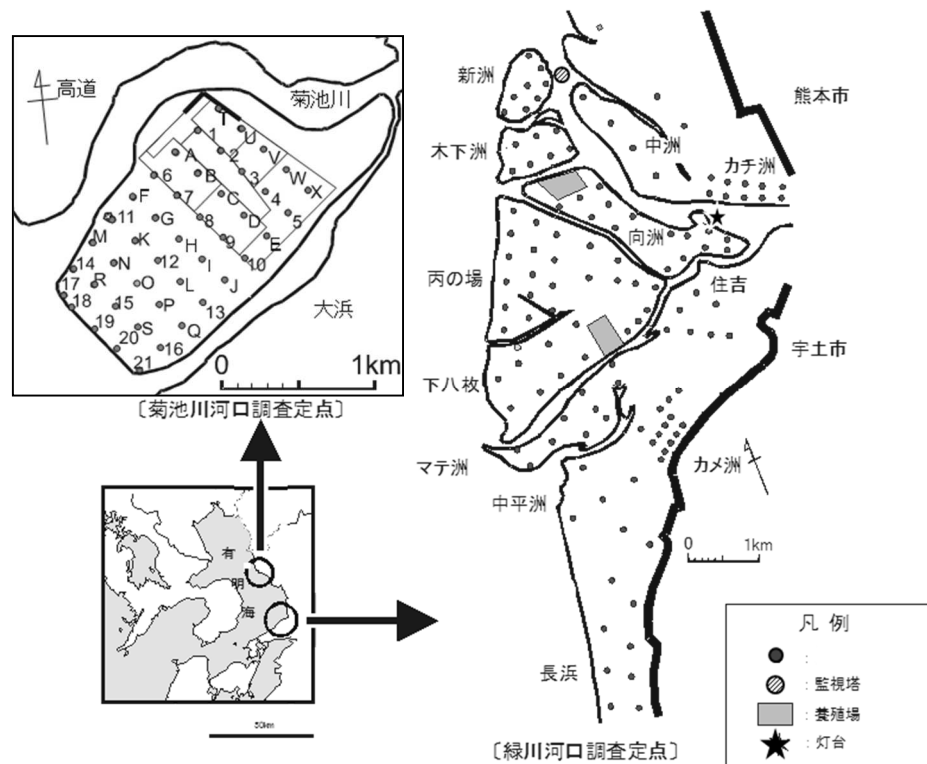 高道
菊池川
大浜
T
U
1
V
2
A
W
3
B
X
6
4
7
C
5
F
D
8
11
G
E
9
M
K
H
10
14
N
12
I
17
R
O
L
J
18
15
P
13
19
S
Q
20
16
21
0
1km
〔菊池川河口調査定点〕
有
明
海
50km
新洲
熊本市
木下洲
中洲
カチ洲
向洲
丙の場
住吉
宇土市
下八枚
マテ洲
カメ洲
中平洲
0
1km
長浜
〔緑川河口調査定点〕
凡 例
:
: 監視塔
: 養殖場
: 灯台